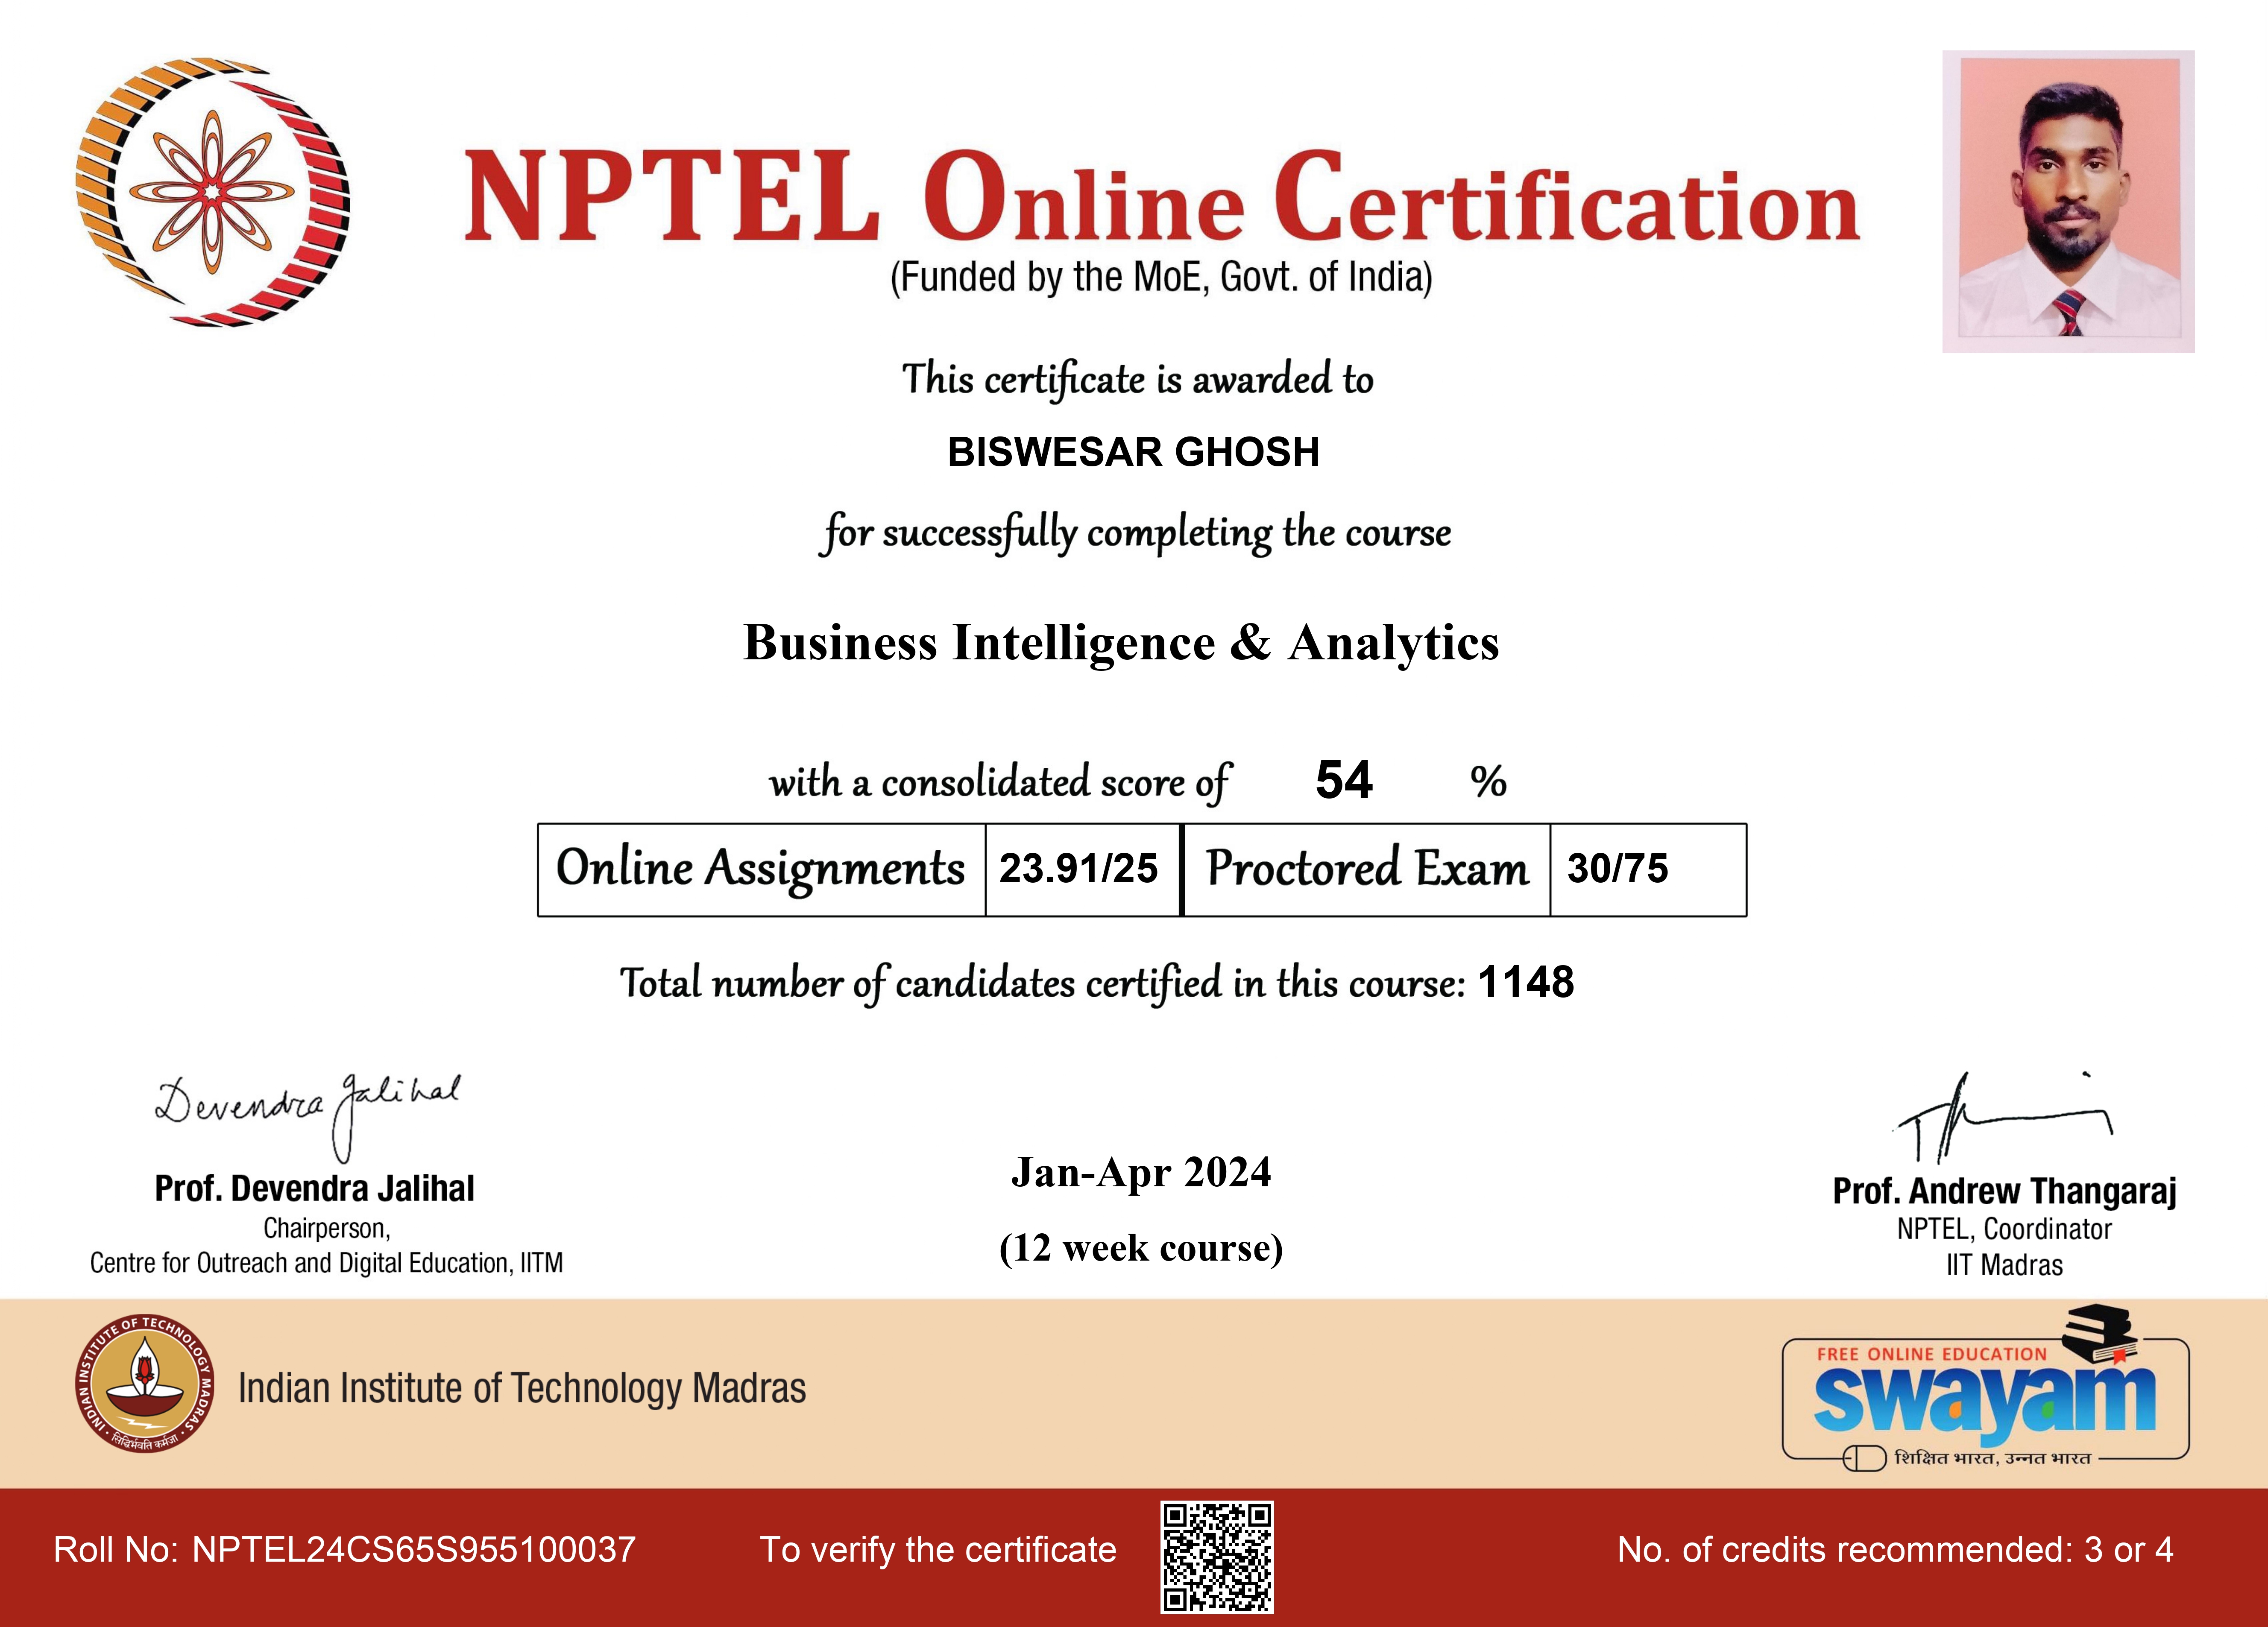 NPTEL Online Certification
(Funded by the MoE, Govt. of India)
This certificate is awarded to
BISWESAR GHOSH
for successfully completing the course
Business Intelligence & Analytics
with a consolidated score of 54 %
Online Assignments 23.91/25 Proctored Exam 30/75
Total number of candidates certified in this course: 1148
Devendra Jalihal
Prof. Devendra Jalihal
Chairperson,
Centre for Outreach and Digital Education, IITM
Jan-Apr 2024
(12 week course)
Prof. Andrew Thangaraj
NPTEL, Coordinator
IIT Madras
INDIAN INSTITUTE OF TECHNOLOGY MADRAS
सिद्धिर्भवति कर्मजा
Indian Institute of Technology Madras
FREE ONLINE EDUCATION
swayam
शिक्षित भारत, उन्नत भारत
Roll No: NPTEL24CS65S955100037
To verify the certificate
No. of credits recommended: 3 or 4